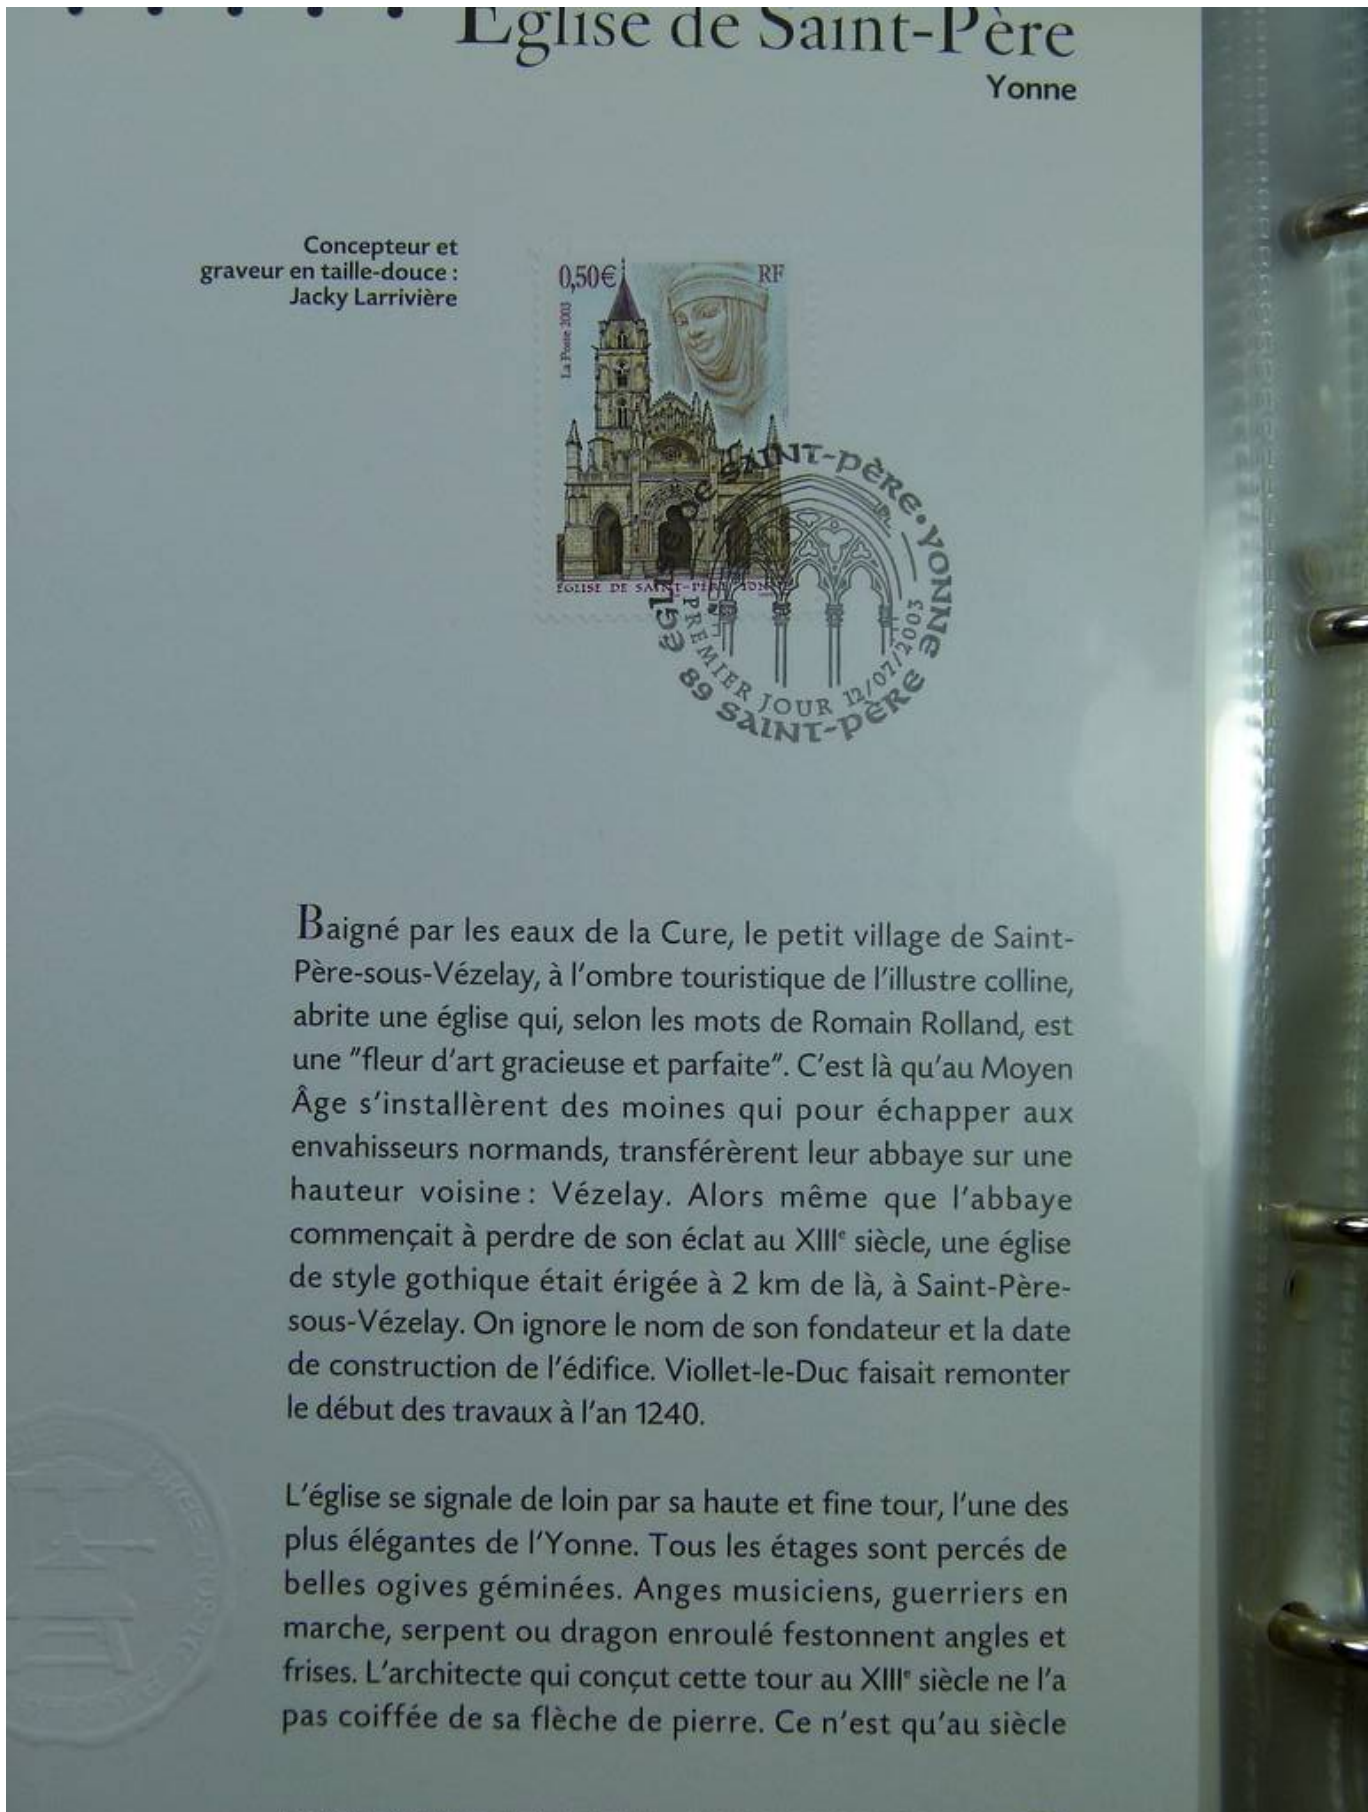 Église de Saint-Père
Yonne
Concepteur et
graveur en taille-douce :
Jacky Larrivière
0,50€
RF
La Poste 2003
ÉGLISE DE SAINT-PÈRE YONNE
ÉGLISE DE SAINT-PÈRE • YONNE
PREMIER JOUR 12/07/2003
89 SAINT-PÈRE
Baigné par les eaux de la Cure, le petit village de Saint-
Père-sous-Vézelay, à l'ombre touristique de l'illustre colline,
abrite une église qui, selon les mots de Romain Rolland, est
une "fleur d'art gracieuse et parfaite". C'est là qu'au Moyen
Âge s'installèrent des moines qui pour échapper aux
envahisseurs normands, transférèrent leur abbaye sur une
hauteur voisine : Vézelay. Alors même que l'abbaye
commençait à perdre de son éclat au XIIIe siècle, une église
de style gothique était érigée à 2 km de là, à Saint-Père-
sous-Vézelay. On ignore le nom de son fondateur et la date
de construction de l'édifice. Viollet-le-Duc faisait remonter
le début des travaux à l'an 1240.
L'église se signale de loin par sa haute et fine tour, l'une des
plus élégantes de l'Yonne. Tous les étages sont percés de
belles ogives géminées. Anges musiciens, guerriers en
marche, serpent ou dragon enroulé festonnent angles et
frises. L'architecte qui conçut cette tour au XIIIe siècle ne l'a
pas coiffée de sa flèche de pierre. Ce n'est qu'au siècle